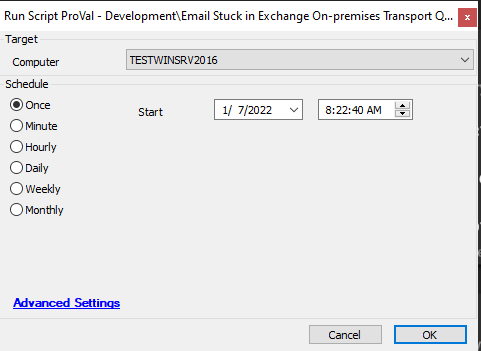 Run Script ProVal - Development\Email Stuck in Exchange On-premises Transport Q...
Target
Computer TESTWINSRV2016
Schedule
Once Start 1/ 7/2022 8:22:40 AM
Minute
Hourly
Daily
Weekly
Monthly
Advanced Settings
Cancel OK